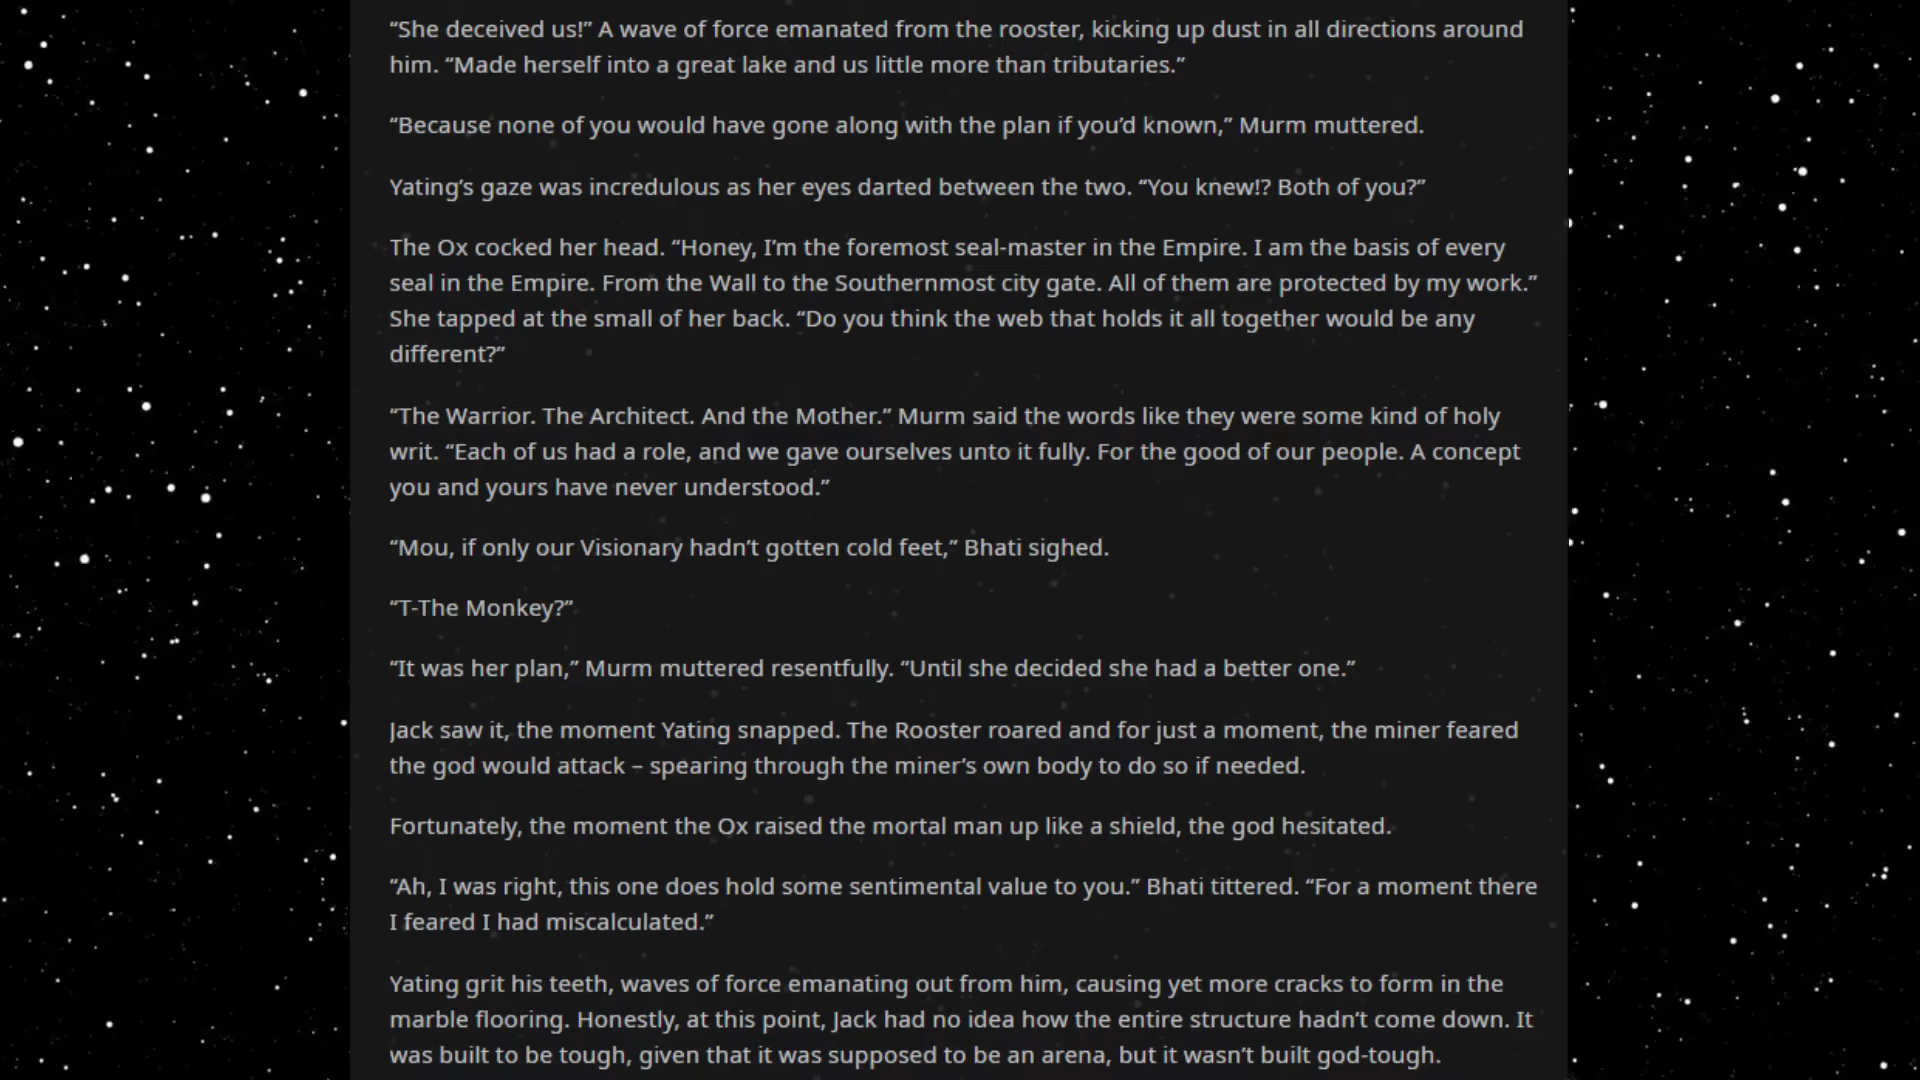 “She deceived us!” A wave of force emanated from the rooster, kicking up dust in all directions around
him. “Made herself into a great lake and us little more than tributaries.”
“Because none of you would have gone along with the plan if you’d known,” Murm muttered.
Yating’s gaze was incredulous as her eyes darted between the two. “You knew!? Both of you?”
The Ox cocked her head. “Honey, I’m the foremost seal-master in the Empire. I am the basis of every
seal in the Empire. From the Wall to the Southernmost city gate. All of them are protected by my work.”
She tapped at the small of her back. “Do you think the web that holds it all together would be any
different?”
“The Warrior. The Architect. And the Mother.” Murm said the words like they were some kind of holy
writ. “Each of us had a role, and we gave ourselves unto it fully. For the good of our people. A concept
you and yours have never understood.”
“Mou, if only our Visionary hadn’t gotten cold feet,” Bhati sighed.
“T-The Monkey?”
“It was her plan,” Murm muttered resentfully. “Until she decided she had a better one.”
Jack saw it, the moment Yating snapped. The Rooster roared and for just a moment, the miner feared
the god would attack – spearing through the miner’s own body to do so if needed.
Fortunately, the moment the Ox raised the mortal man up like a shield, the god hesitated.
“Ah, I was right, this one does hold some sentimental value to you.” Bhati tittered. “For a moment there
I feared I had miscalculated.”
Yating grit his teeth, waves of force emanating out from him, causing yet more cracks to form in the
marble flooring. Honestly, at this point, Jack had no idea how the entire structure hadn’t come down. It
was built to be tough, given that it was supposed to be an arena, but it wasn’t built god-tough.